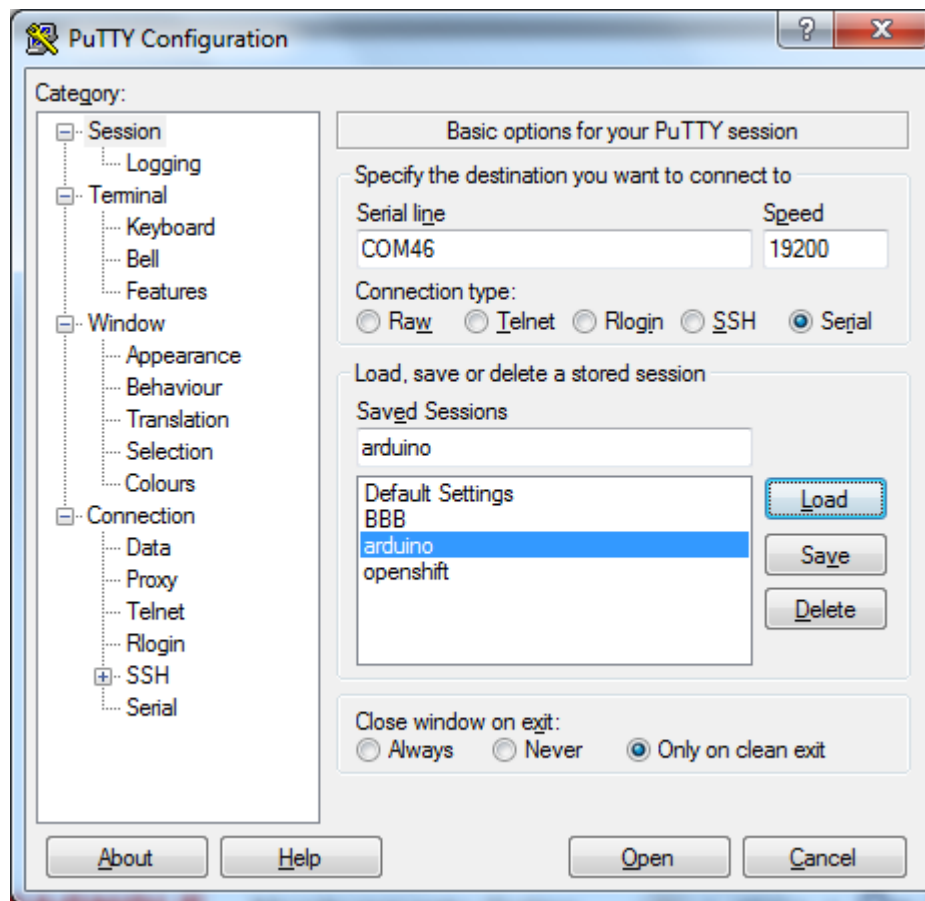 PuTTY Configuration
?
X
Category:
Session
Logging
Terminal
Keyboard
Bell
Features
Window
Appearance
Behaviour
Translation
Selection
Colours
Connection
Data
Proxy
Telnet
Rlogin
SSH
Serial
Basic options for your PuTTY session
Specify the destination you want to connect to
Serial line Speed
COM46 19200
Connection type:
Raw Telnet Rlogin SSH Serial
Load, save or delete a stored session
Saved Sessions
arduino
Default Settings
BBB
arduino
openshift
Load
Save
Delete
Close window on exit:
Always Never Only on clean exit
About Help Open Cancel